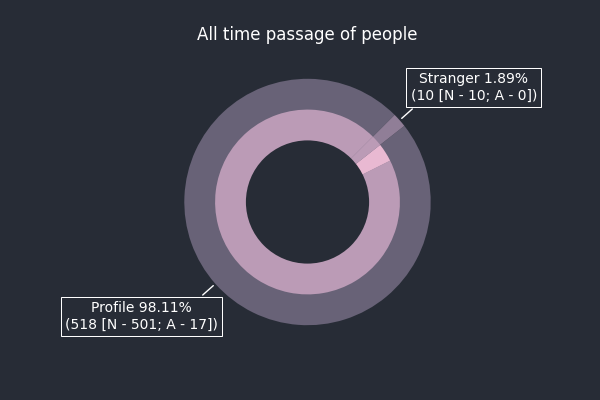 All time passage of people
Stranger 1.89%
(10 [N - 10; A - 0])
Profile 98.11%
(518 [N - 501; A - 17])